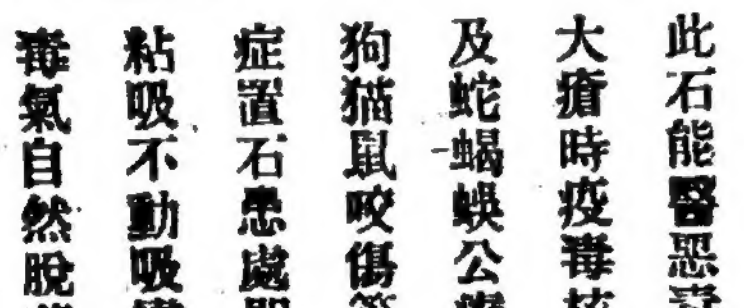 此石能醫惡
大瘡時疫毒
及蛇蝎蜈公
狗猫鼠咬傷
症置石患處
粘吸不動吸
毒氣自然脫